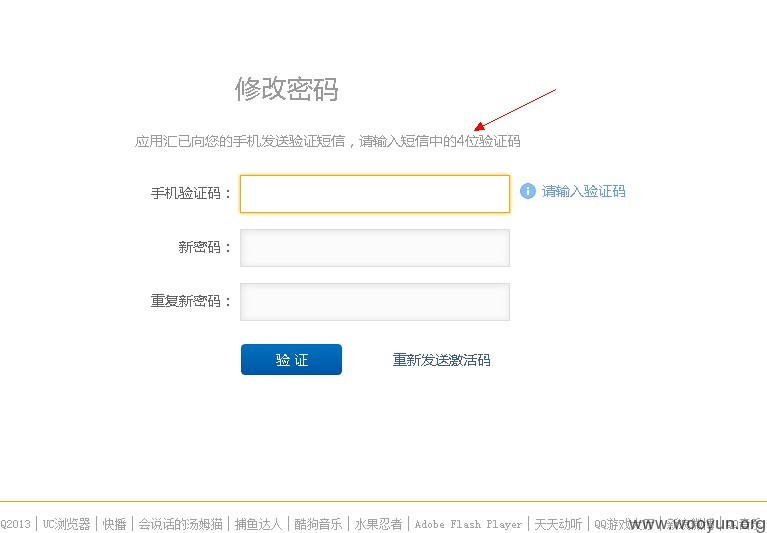 修改密码
应用汇已向您的手机发送验证短信，请输入短信中的4位验证码
手机验证码：
请输入验证码
新密码：
重复新密码：
验 证
重新发送激活码
Q2013 | UC浏览器 | 快播 | 会说话的汤姆猫 | 捕鱼达人 | 酷狗音乐 | 水果忍者 | Adobe Flash Player | 天天动听 | QQ游戏
www.wooyun.org